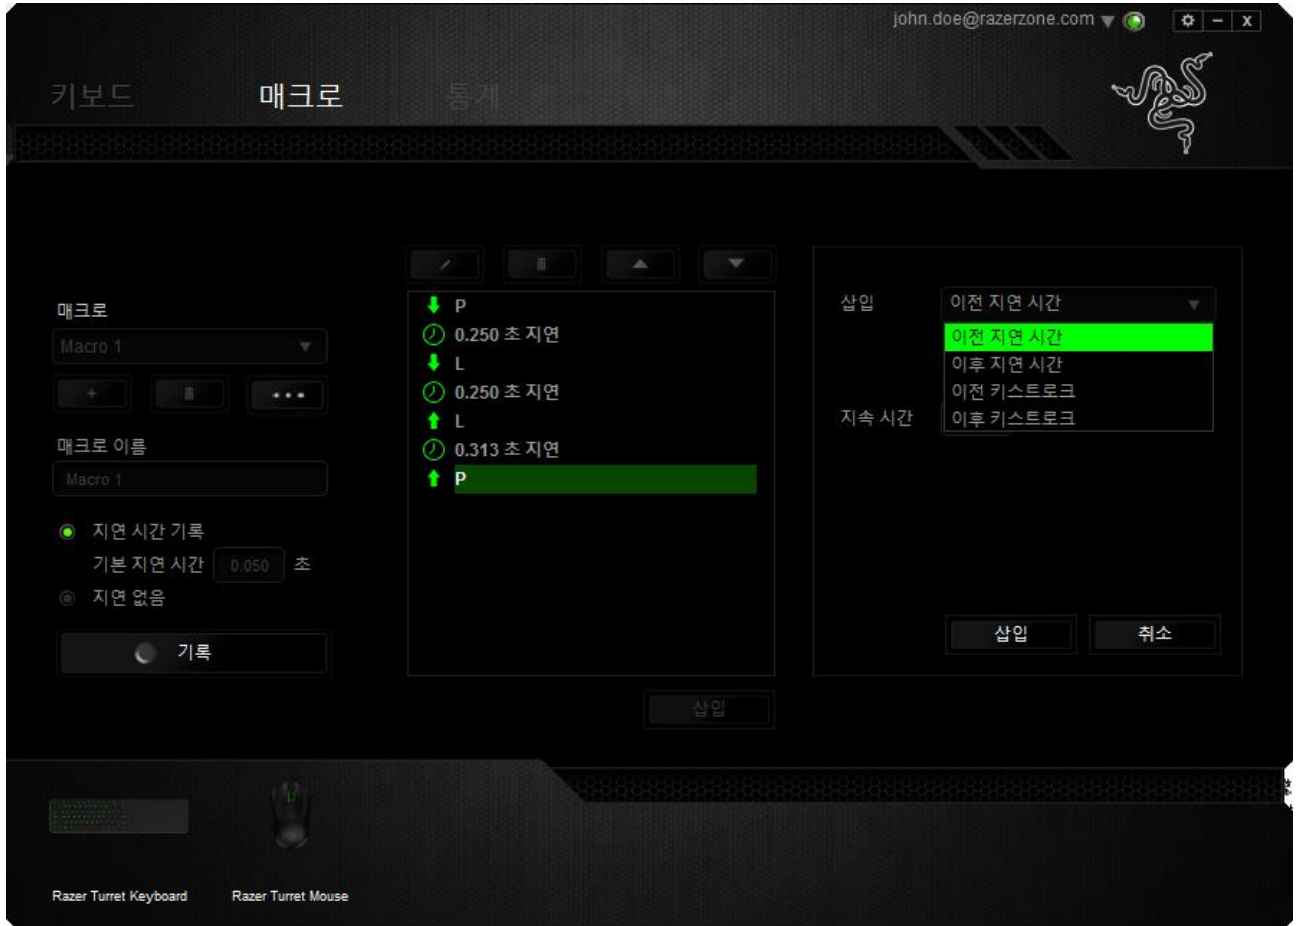 john.doe@razerzone.com
키보드 매크로 통계
매크로
Macro 1
매크로 이름
Macro 1
지연 시간 기록
기본 지연 시간 0.050 초
지연 없음
기록
P
0.250 초 지연
L
0.250 초 지연
L
0.313 초 지연
P
삽입
삽입 이전 지연 시간
이전 지연 시간
이후 지연 시간
이전 키스트로크
이후 키스트로크
지속 시간
삽입 취소
Razer Turret Keyboard Razer Turret Mouse